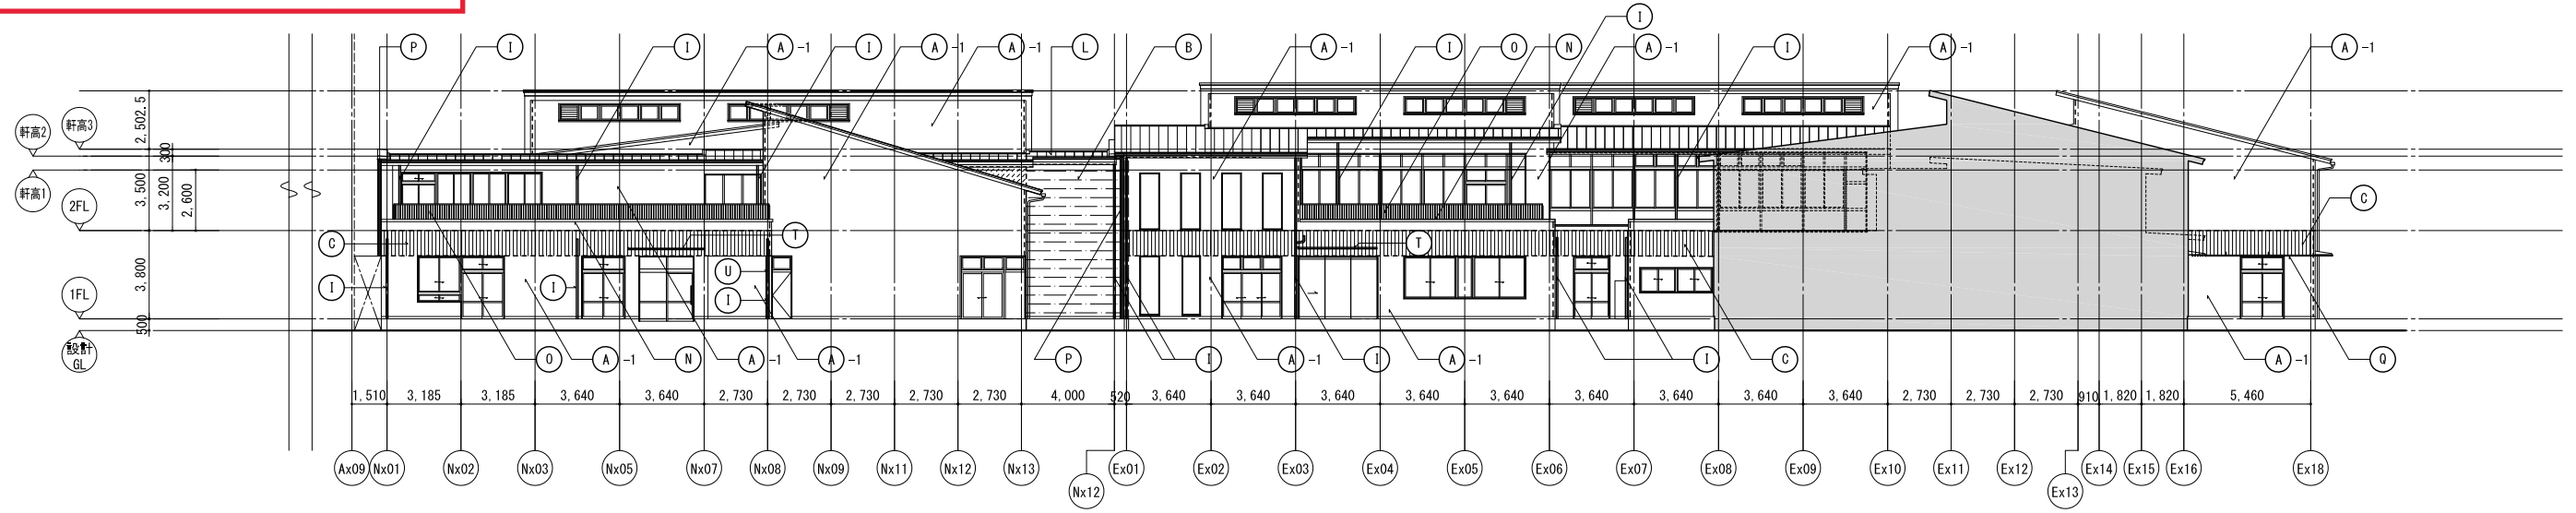 I
P I I A -1 I A -1 A -1 L B A -1 I O N A -1 I A -1 A -1
2,502.5
軒高3
軒高2
300
軒高1
3,500
3,200
2,600
2FL
C
C
T
T
U
3,800
I
I
I
Q
1FL
500
設計
GL
O A -1 N A -1 A -1 P I A -1 I A -1 I C A -1 Q
1,510 3,185 3,185 3,640 3,640 2,730 2,730 2,730 2,730 2,730 4,000 520 3,640 3,640 3,640 3,640 3,640 3,640 3,640 3,640 3,640 2,730 2,730 2,730 910 1,820 1,820 5,460
Ax09 Nx01 Nx02 Nx03 Nx05 Nx07 Nx08 Nx09 Nx11 Nx12 Nx13 Ex01 Ex02 Ex03 Ex04 Ex05 Ex06 Ex07 Ex08 Ex09 Ex10 Ex11 Ex12 Ex14 Ex15 Ex16 Ex18
Nx12 Ex13